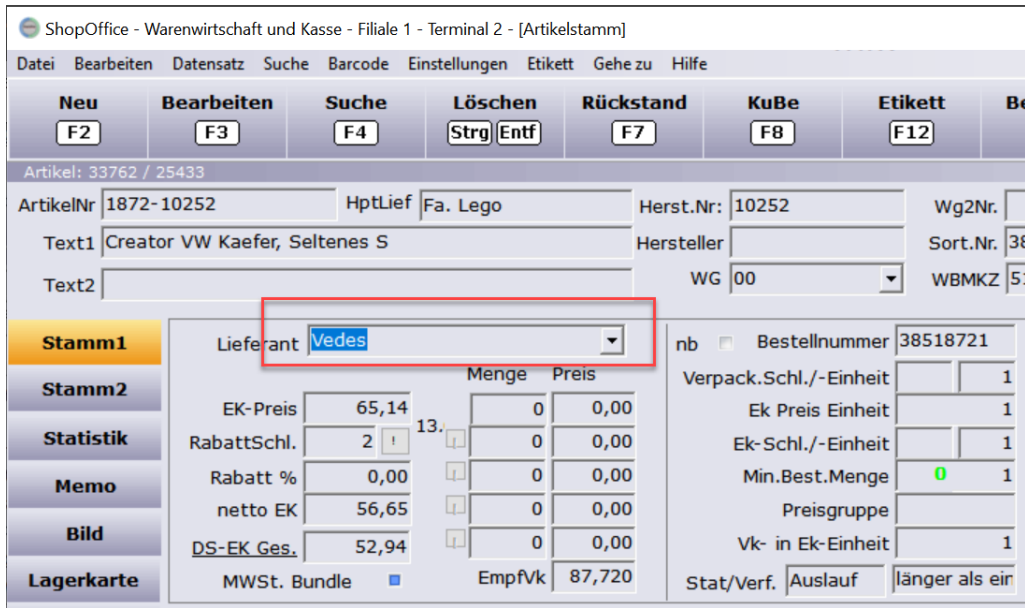 ShopOffice - Warenwirtschaft und Kasse - Filiale 1 - Terminal 2 - [Artikelstamm]
Datei Bearbeiten Datensatz Suche Barcode Einstellungen Etikett Gehe zu Hilfe
Neu Bearbeiten Suche Löschen Rückstand KuBe Etikett
F2 F3 F4 Strg Entf F7 F8 F12
Artikel: 33762 / 25433
ArtikelNr 1872-10252 HptLief Fa. Lego Herst.Nr: 10252 Wg2Nr.
Text1 Creator VW Kaefer, Seltenes S Hersteller Sort.Nr. 38
Text2 WG 00 WBMKZ 51
Stamm1 Lieferant Vedes nb Bestellnummer 38518721
Menge Preis Verpack.Schl./-Einheit 1
Stamm2 EK-Preis 65,14 0 0,00 Ek Preis Einheit 1
Statistik RabattSchl. 2 ! 13. 0 0,00 Ek-Schl./-Einheit 1
Memo Rabatt % 0,00 0 0,00 Min.Best.Menge 0 1
netto EK 56,65 0 0,00 Preisgruppe
Bild DS-EK Ges. 52,94 0 0,00 Vk- in Ek-Einheit 1
Lagerkarte MWSt. Bundle EmpfVk 87,720 Stat/Verf. Auslauf länger als ein